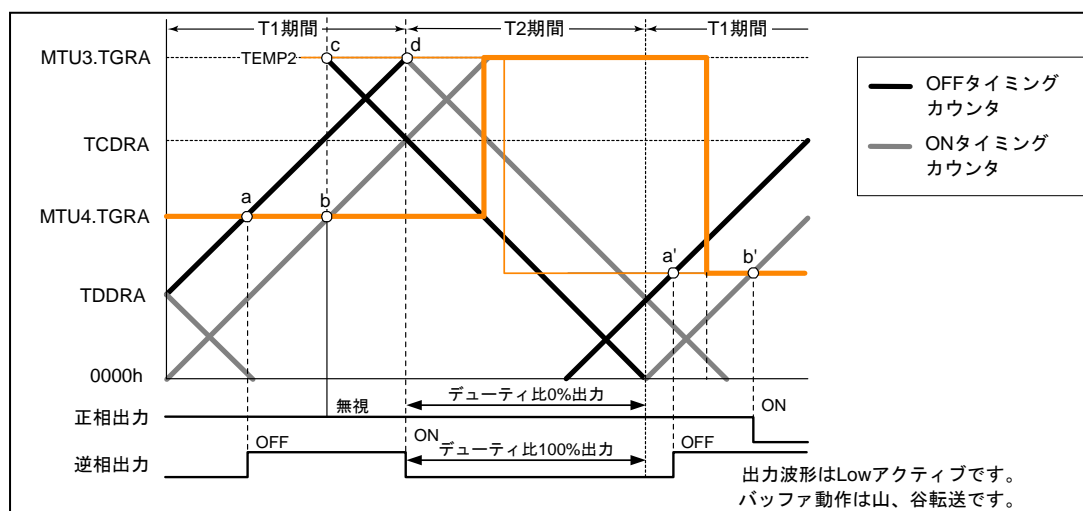 T1期間 T2期間 T1期間
MTU3.TGRA
TEMP2
c
d
OFFタイミング
カウンタ
ONタイミング
カウンタ
TCDRA
MTU4.TGRA
a
b
a'
b'
TDDRA
0000h
正相出力
無視
デューティ比0%出力
ON
逆相出力
OFF
ON
デューティ比100%出力
OFF
出力波形はLowアクティブです。
バッファ動作は山、谷転送です。